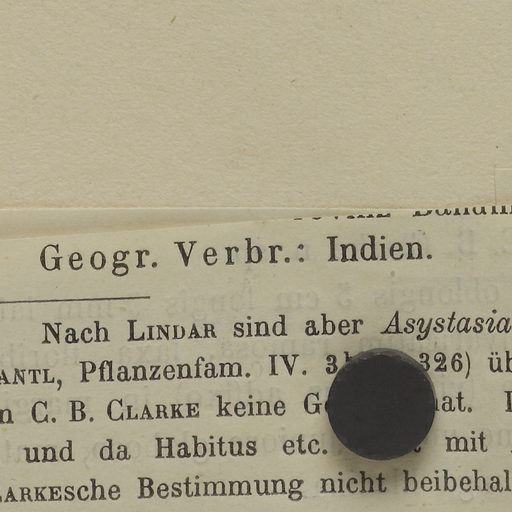 Geogr. Verbr.: Indien.
Nach LINDAR sind aber Asystasia
ANTL, Pflanzenfam. IV. 3 326) üb
n C. B. CLARKE keine G at.
und da Habitus etc. mit
ARKEsche Bestimmung nicht beibehal